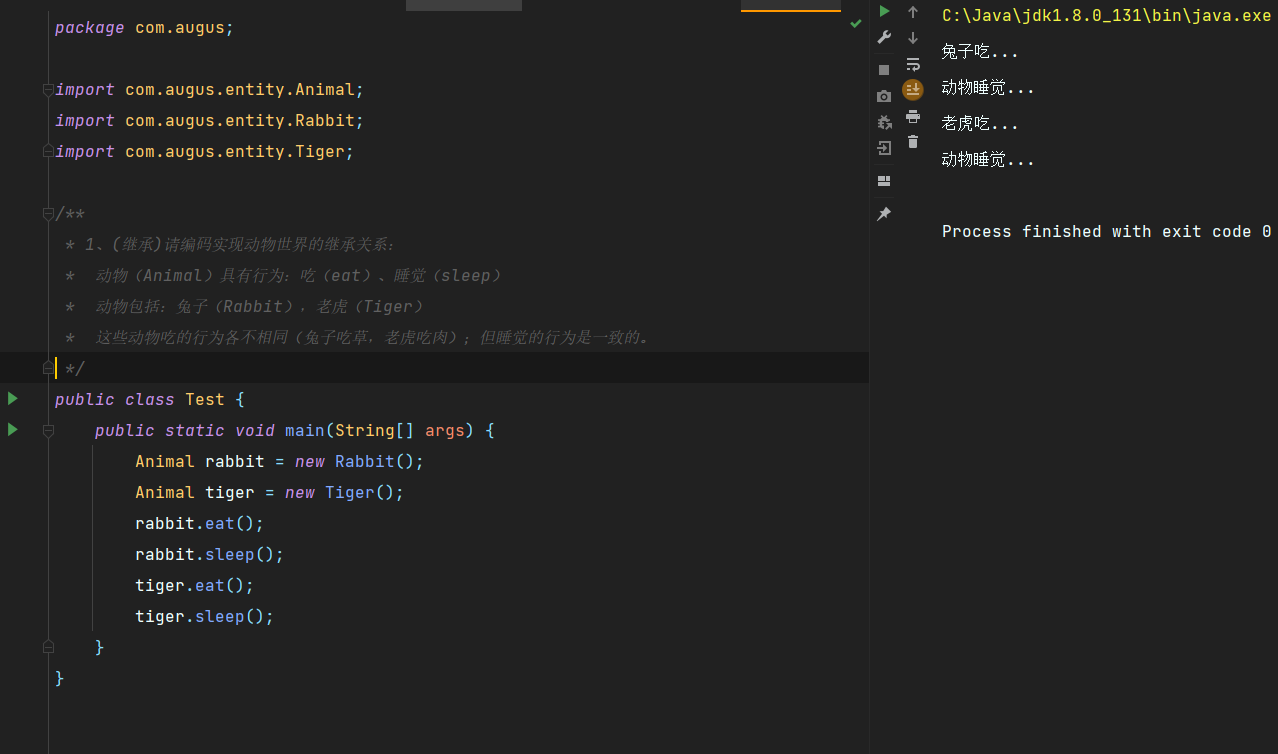 package com.augus;
import com.augus.entity.Animal;
import com.augus.entity.Rabbit;
import com.augus.entity.Tiger;
/**
* 1、(继承)请编码实现动物世界的继承关系：
* 动物（Animal）具有行为：吃（eat）、睡觉（sleep）
* 动物包括：兔子（Rabbit），老虎（Tiger）
* 这些动物吃的行为各不相同（兔子吃草，老虎吃肉）；但睡觉的行为是一致的。
*/
public class Test {
public static void main(String[] args) {
Animal rabbit = new Rabbit();
Animal tiger = new Tiger();
rabbit.eat();
rabbit.sleep();
tiger.eat();
tiger.sleep();
}
}
C:\Java\jdk1.8.0_131\bin\java.exe
兔子吃...
动物睡觉...
老虎吃...
动物睡觉...
Process finished with exit code 0